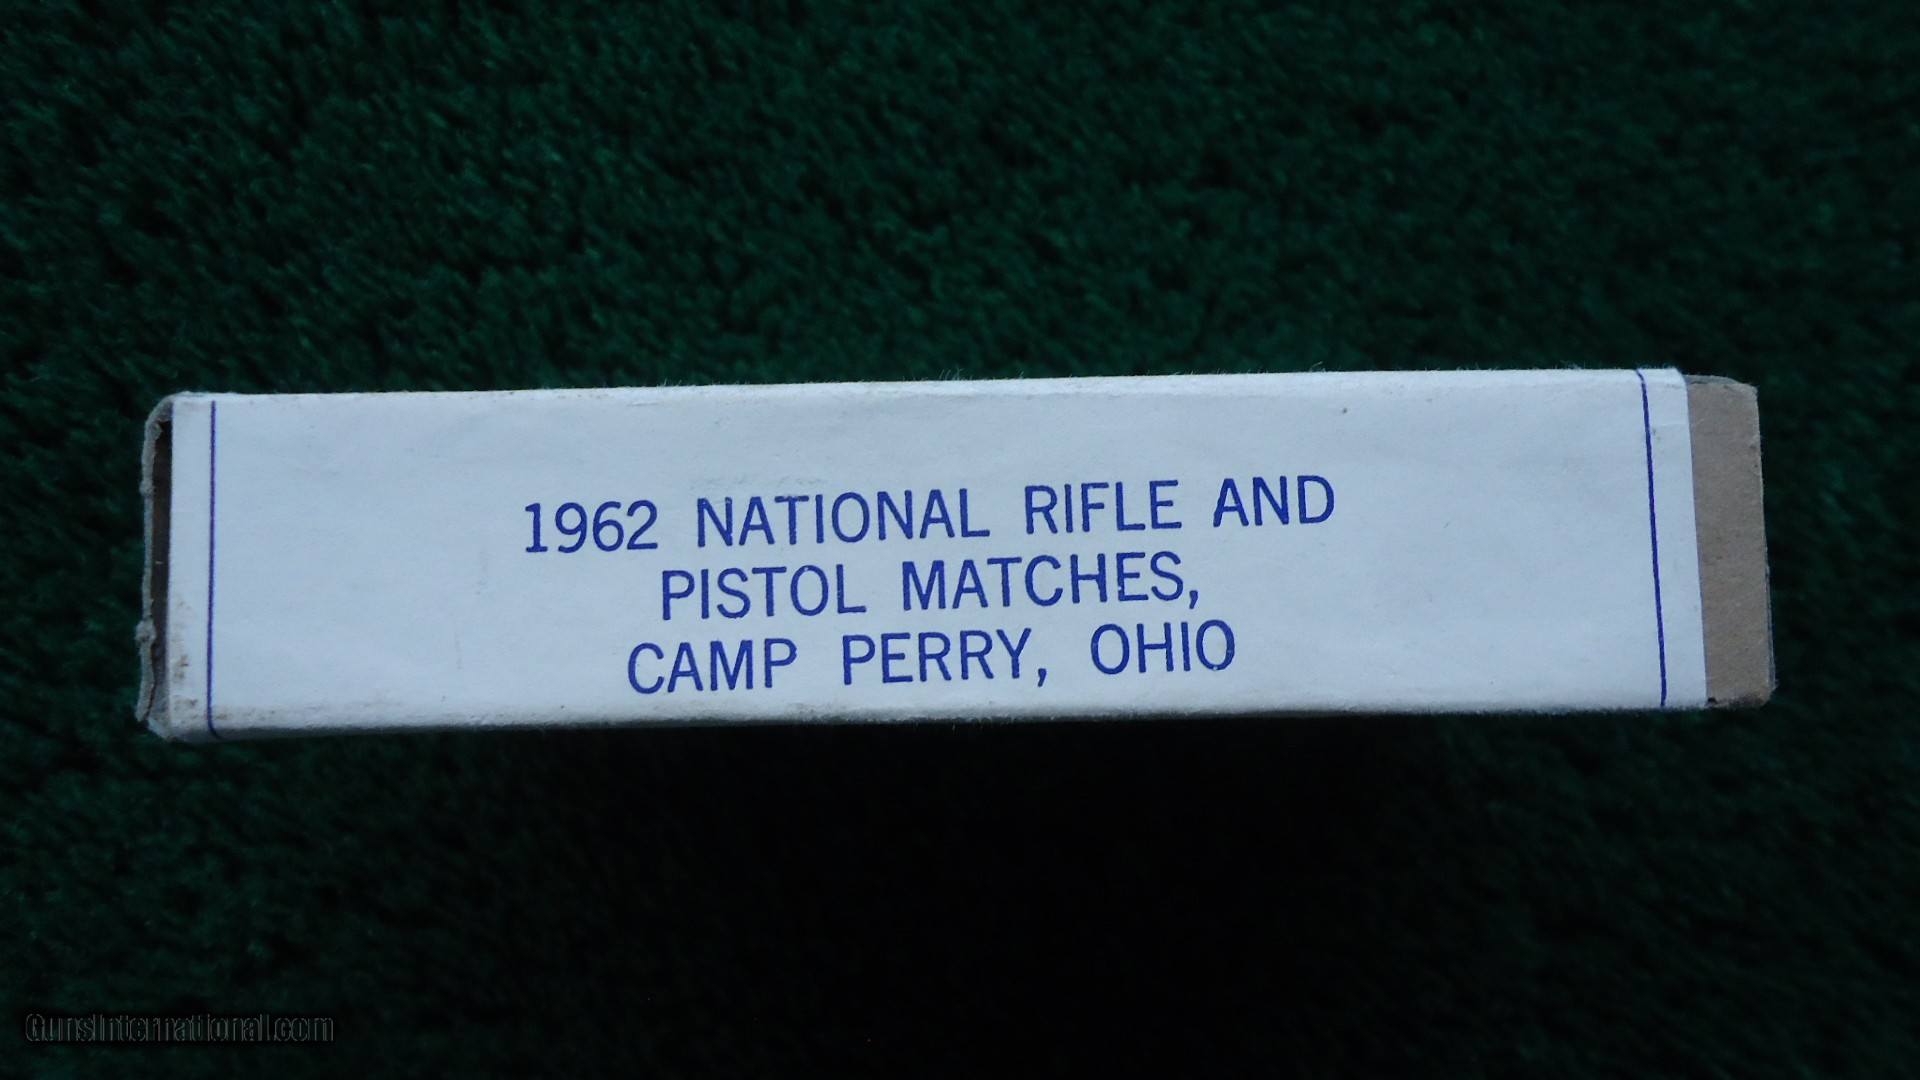 1962 NATIONAL RIFLE AND
PISTOL MATCHES,
CAMP PERRY, OHIO
GunsInternational.com